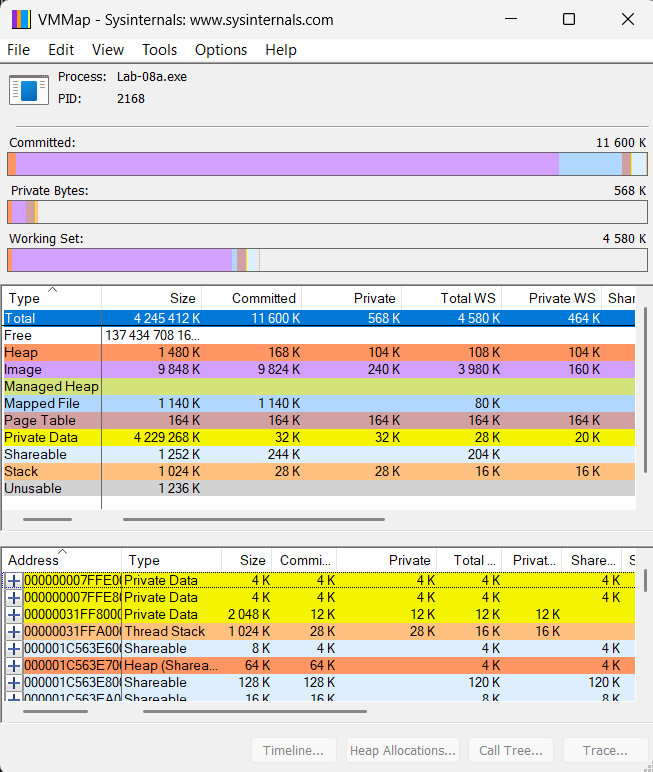 VMMap - Sysinternals: www.sysinternals.com
File Edit View Tools Options Help
Process: Lab-08a.exe
PID: 2168
Committed: 11 600 K
Private Bytes: 568 K
Working Set: 4 580 K
Type Size Committed Private Total WS Private WS Shar
Total 4 245 412 K 11 600 K 568 K 4 580 K 464 K
Free 137 434 708 16...
Heap 1 480 K 168 K 104 K 108 K 104 K
Image 9 848 K 9 824 K 240 K 3 980 K 160 K
Managed Heap
Mapped File 1 140 K 1 140 K 80 K
Page Table 164 K 164 K 164 K 164 K 164 K
Private Data 4 229 268 K 32 K 32 K 28 K 20 K
Shareable 1 252 K 244 K 204 K
Stack 1 024 K 28 K 28 K 16 K 16 K
Unusable 1 236 K
Address Type Size Commi... Private Total ... Privat... Share... S
000000007FFE00 Private Data 4 K 4 K 4 K 4 K 4 K
000000007FFE80 Private Data 4 K 4 K 4 K 4 K 4 K
00000031FF8000 Private Data 2 048 K 12 K 12 K 12 K 12 K
00000031FFA000 Thread Stack 1 024 K 28 K 28 K 16 K 16 K
000001C563E600 Shareable 8 K 4 K 4 K 4 K
000001C563E700 Heap (Sharea... 64 K 64 K 4 K 4 K
000001C563E800 Shareable 128 K 128 K 120 K 120 K
000001C563EA0 Shareable 16 K 16 K 8 K 8 K
Timeline... Heap Allocations... Call Tree... Trace...